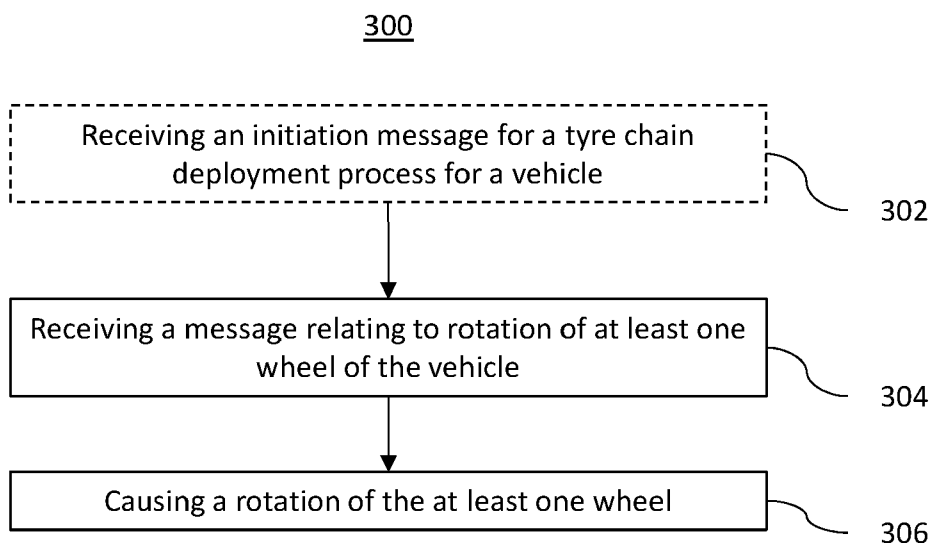 300
Receiving an initiation message for a tyre chain
deployment process for a vehicle
302
Receiving a message relating to rotation of at least one
wheel of the vehicle
304
Causing a rotation of the at least one wheel
306